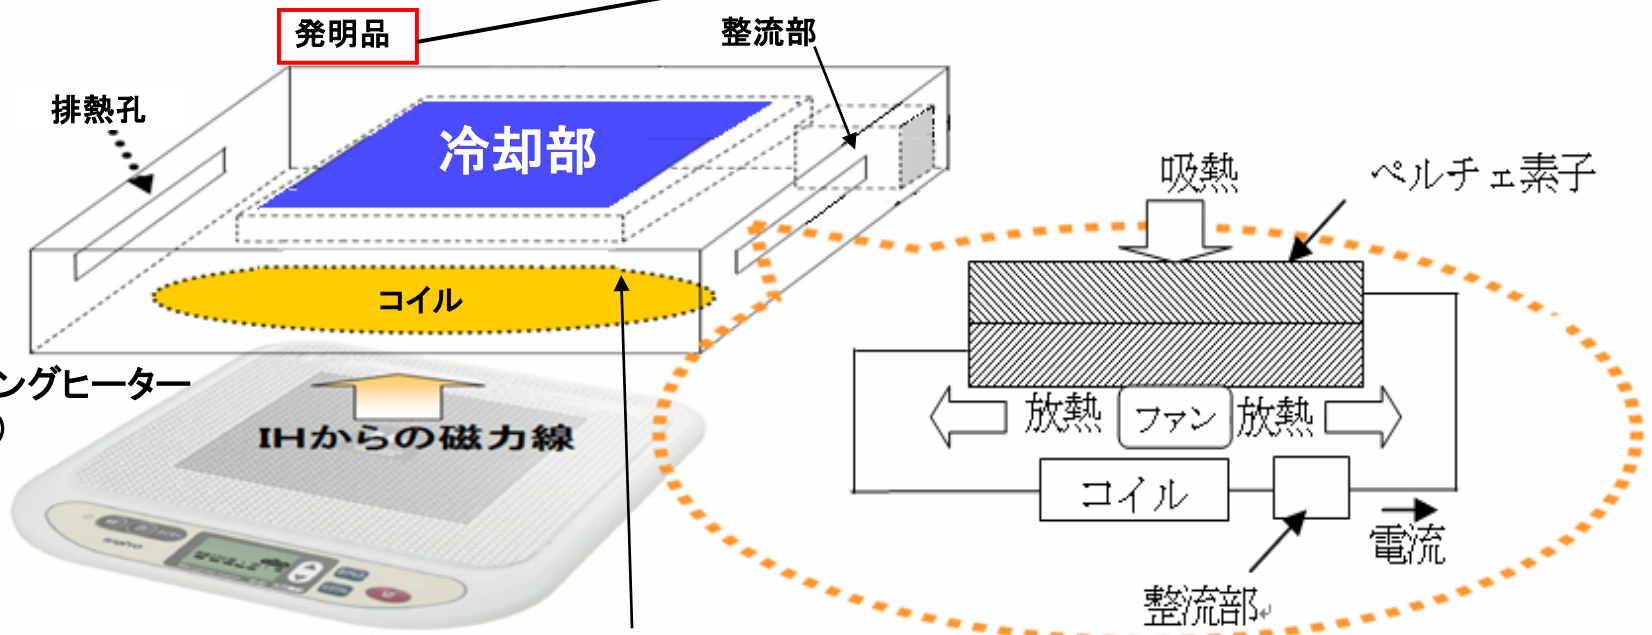 発明品
整流部
排熱孔
冷却部
吸熱
ペルチェ素子
コイル
ングヒーター
)
IHからの磁力線
放熱
ファン
放熱
コイル
電流
整流部
SANYO